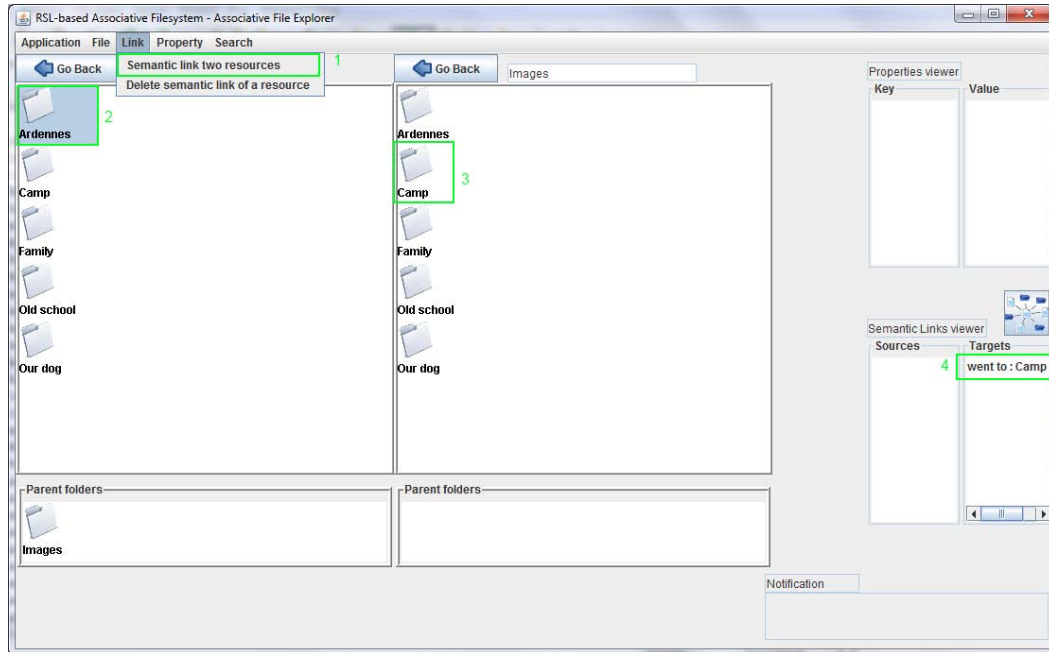 RSL-based Associative Filesystem - Associative File Explorer
Application File Link Property Search
Go Back
Semantic link two resources
1
Delete semantic link of a resource
Go Back
Images
Ardennes
2
Camp
Family
Old school
Our dog
Ardennes
Camp
3
Family
Old school
Our dog
Parent folders
Images
Parent folders
Properties viewer
Key
Value
Semantic Links viewer
Sources
Targets
4
went to : Camp
Notification